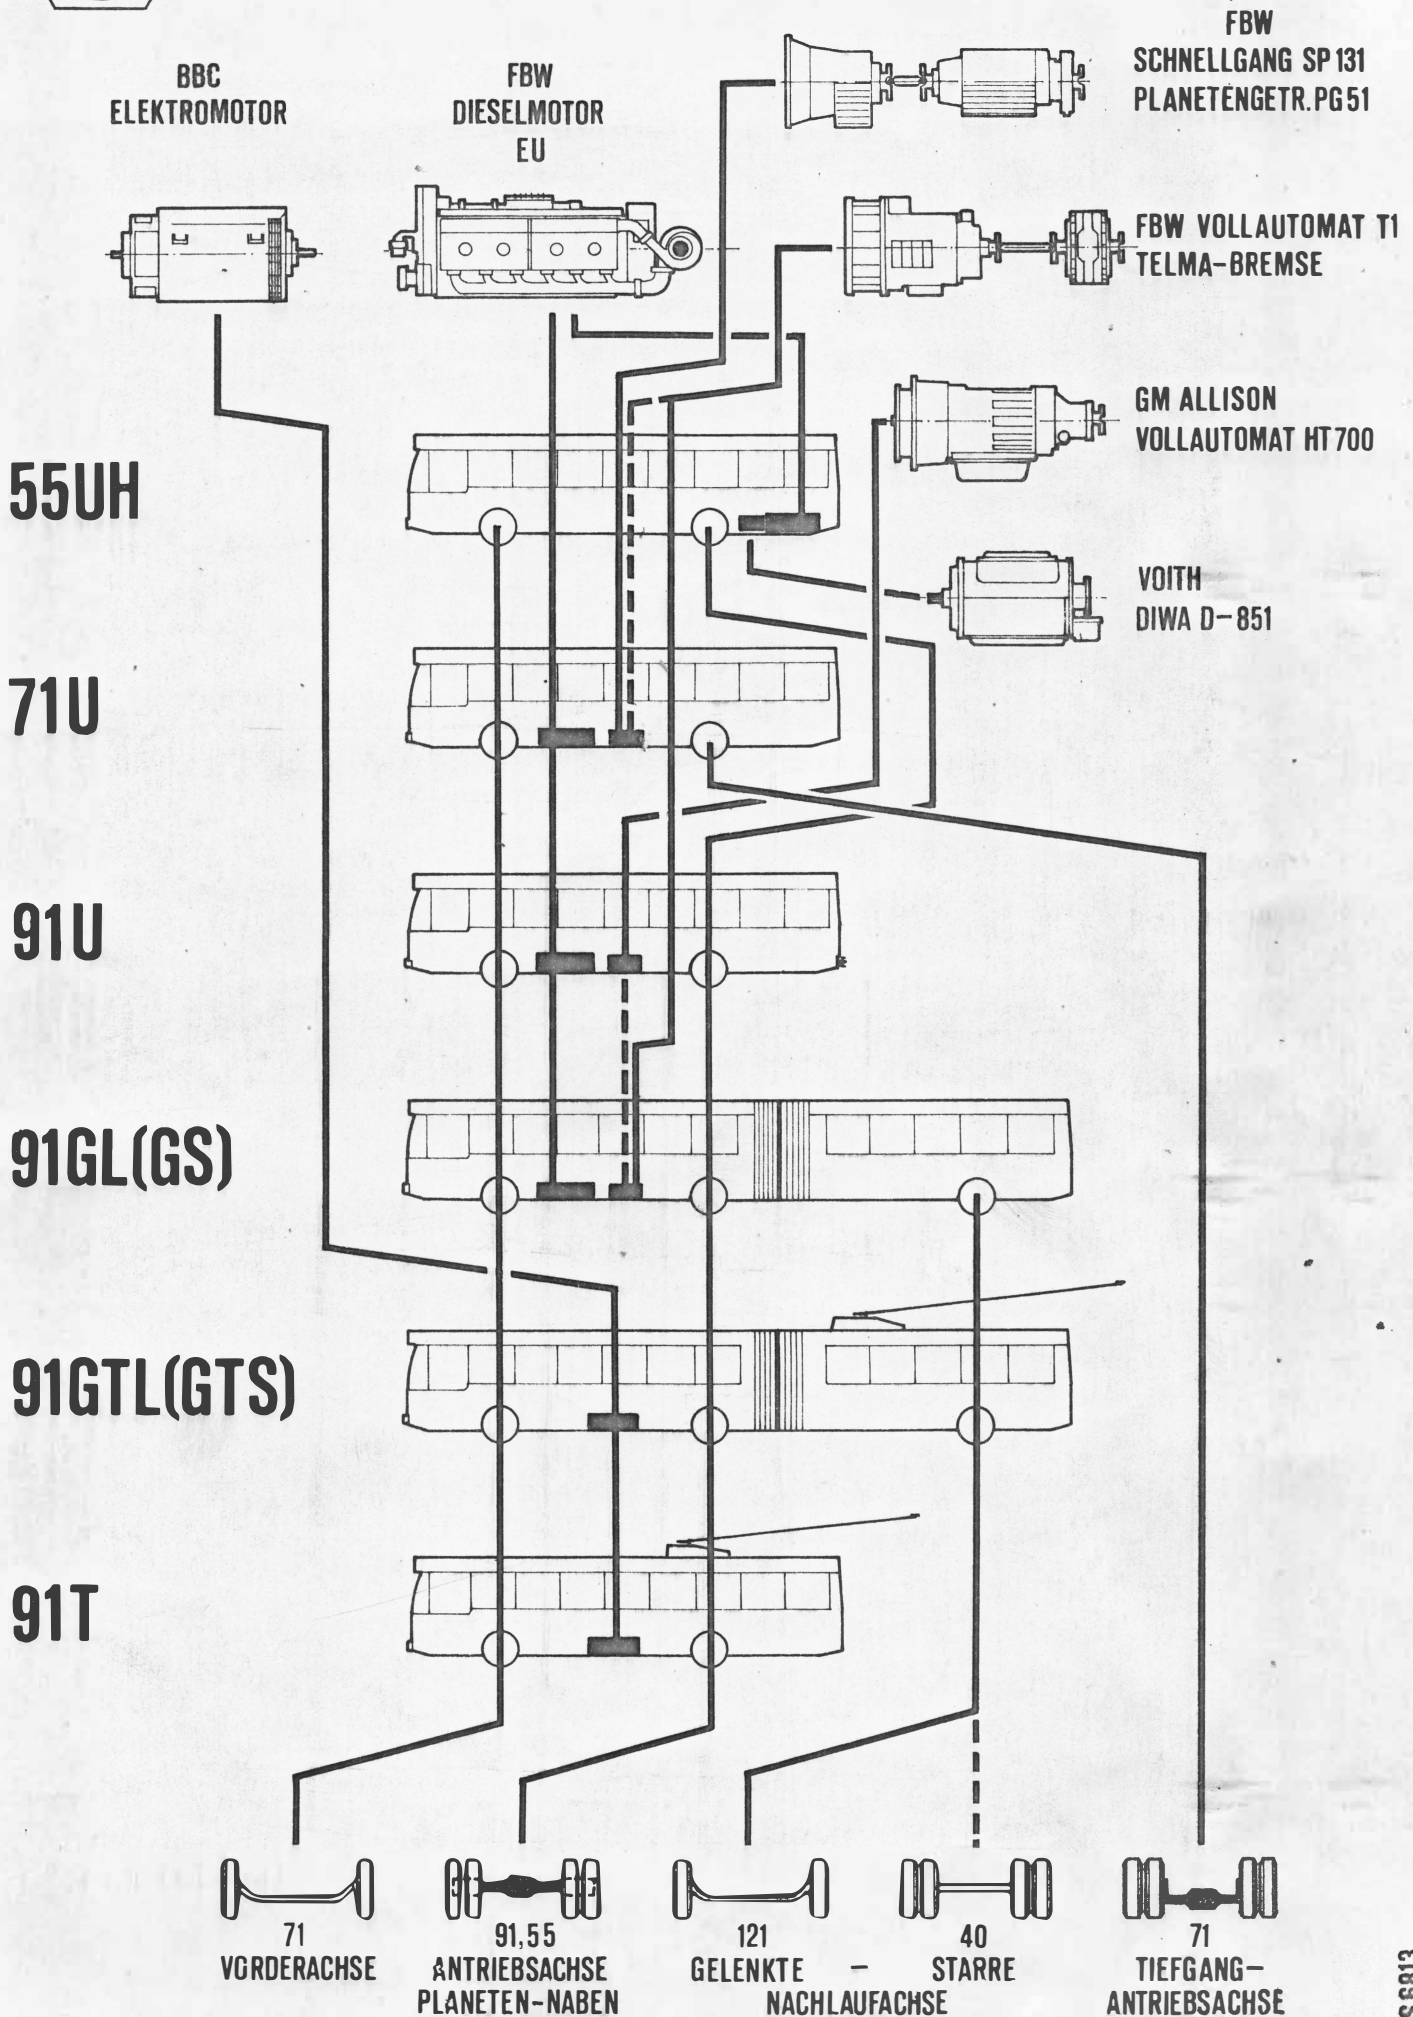 BBC
ELEKTROMOTOR
FBW
DIESELMOTOR
EU
FBW
SCHNELLGANG SP 131
PLANETENGETR. PG 51
FBW VOLLAUTOMAT T1
TELMA-BREMSE
GM ALLISON
VOLLAUTOMAT HT 700
VOITH
DIWA D-851
55UH
71U
91U
91GL(GS)
91GTL(GTS)
91T
71
VORDERACHSE
91,55
ANTRIEBSACHSE
PLANETEN-NABEN
121
GELENKTE -
40
STARRE
NACHLAUFACHSE
71
TIEFGANG-
ANTRIEBSACHSE